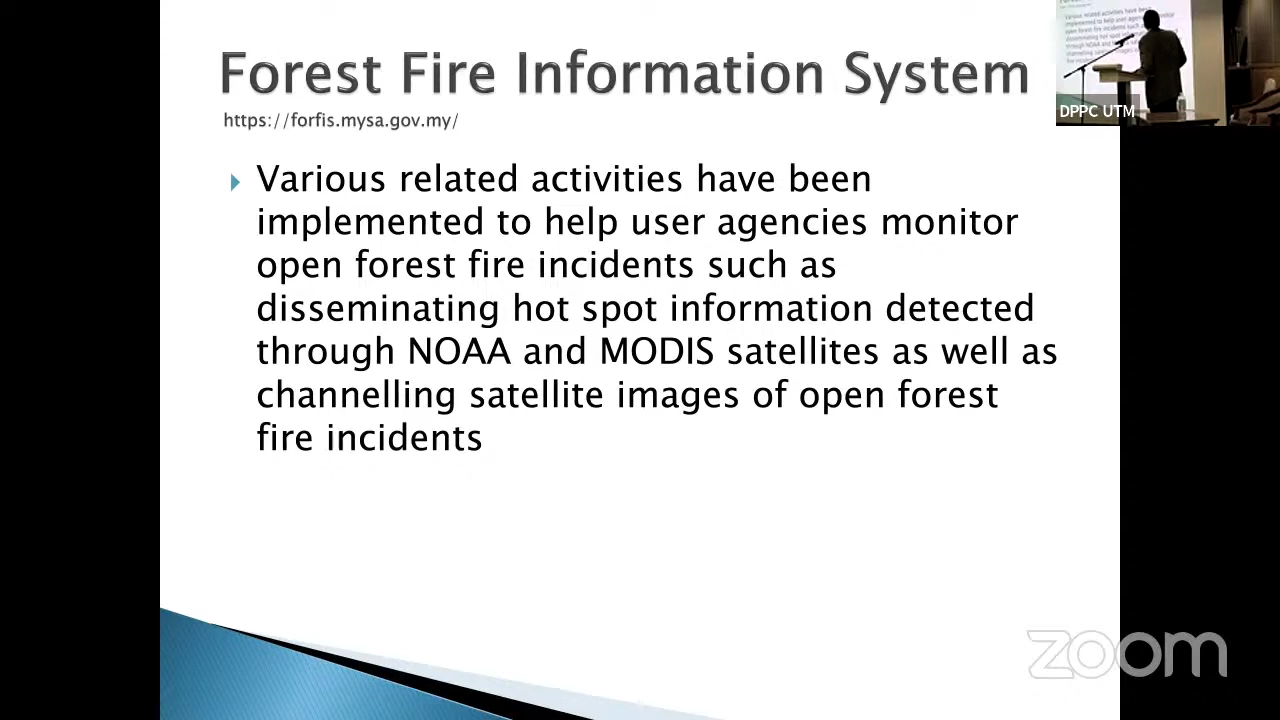 Forest Fire Information System
https://forfis.mysa.gov.my/
Various related activities have been
implemented to help user agencies monitor
open forest fire incidents such as
disseminating hot spot information detected
through NOAA and MODIS satellites as well as
channelling satellite images of open forest
fire incidents
DPPC UTM
zoom